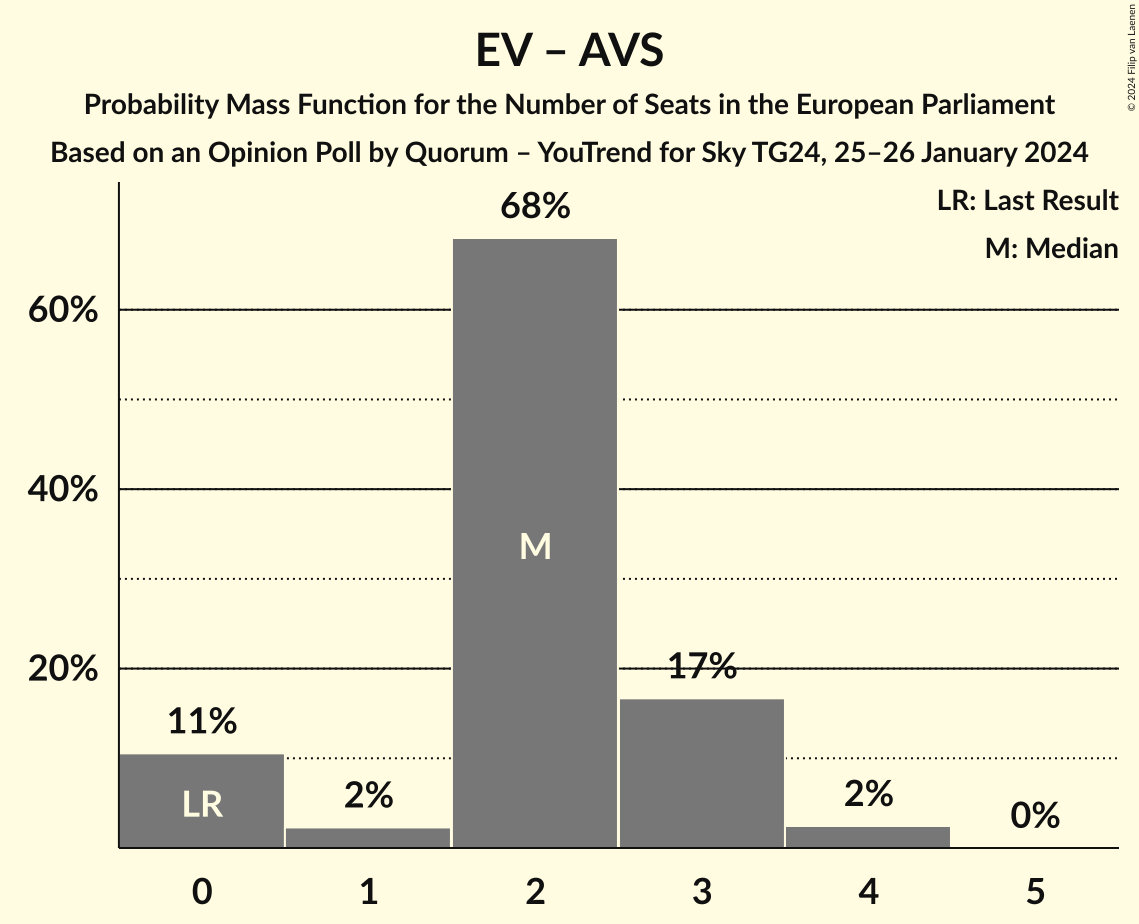 EV – AVS
Probability Mass Function for the Number of Seats in the European Parliament
Based on an Opinion Poll by Quorum – YouTrend for Sky TG24, 25–26 January 2024
© 2024 Filip van Laenen
LR: Last Result
M: Median
68%
60%
40%
M
20%
17%
11%
LR
2%
2%
0%
0 1 2 3 4 5